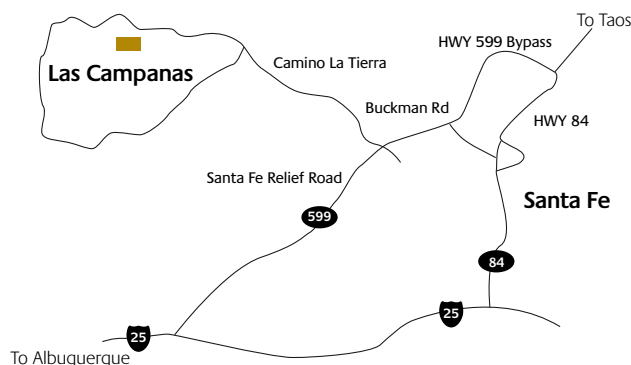 To Taos
HWY 599 Bypass
Camino La Tierra
Las Campanas
Buckman Rd
HWY 84
Santa Fe Relief Road
Santa Fe
599
84
25
25
To Albuquerque